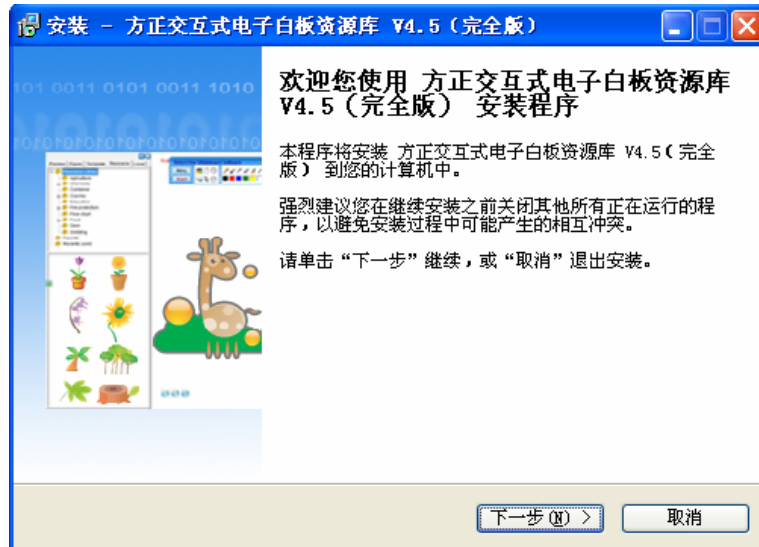 安装 - 方正交互式电子白板资源库 V4.5(完全版)
101 0011 0101 0011 1010
欢迎您使用 方正交互式电子白板资源库
V4.5(完全版) 安装程序
本程序将安装 方正交互式电子白板资源库 V4.5(完全
版) 到您的计算机中。
强烈建议您在继续安装之前关闭其他所有正在运行的程
序,以避免安装过程中可能产生的相互冲突。
请单击“下一步”继续,或“取消”退出安装。
下一步(N) >
取消